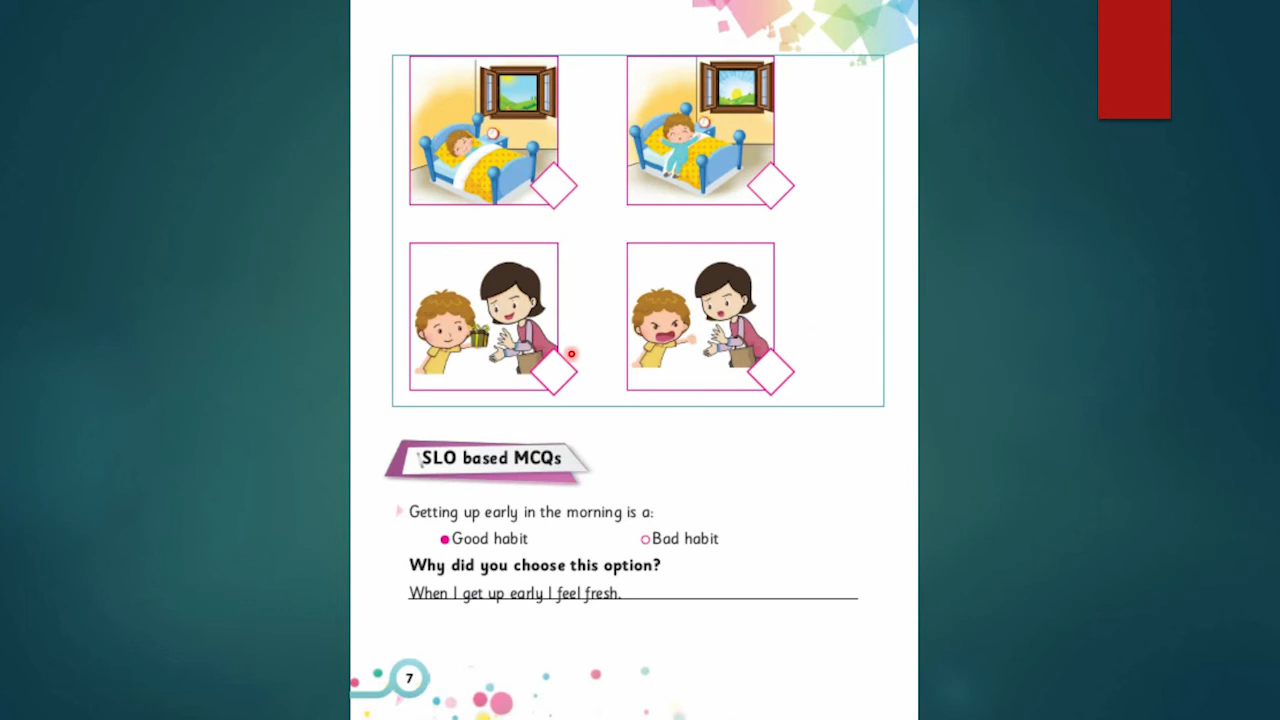 SLO based MCQs
Getting up early in the morning is a:
Good habit Bad habit
Why did you choose this option?
When I get up early I feel fresh.
7